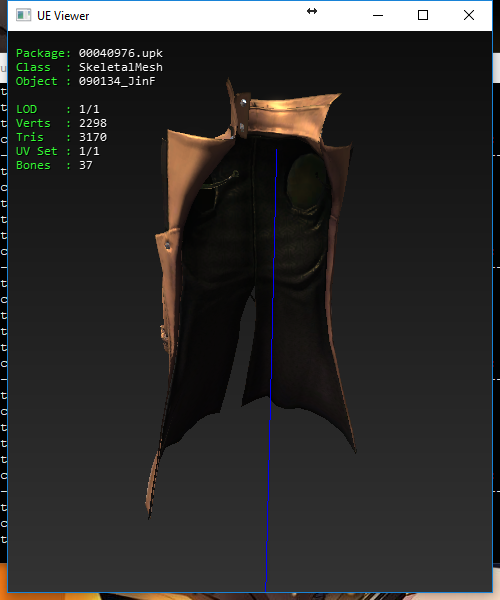 UE Viewer
Package: 00040976.upk
Class : SkeletalMesh
Object : 090134_JinF
LOD : 1/1
Verts : 2298
Tris : 3170
UV Set : 1/1
Bones : 37